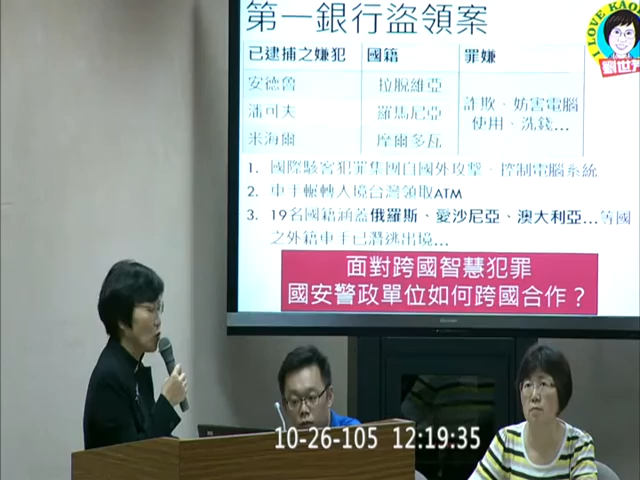 第一銀行盜領案
I LOVE KAO
劉世芳
已逮捕之嫌犯 國籍 罪嫌
安德魯 拉脫維亞
潘可夫 羅馬尼亞
米海爾 摩爾多瓦
詐欺、妨害電腦
使用、洗錢...
1. 國際駭客犯罪集團自國外攻擊、控制電腦系統
2. 車手輾轉入境台灣領取ATM
3. 19名國籍涵蓋俄羅斯、愛沙尼亞、澳大利亞...等國
之外籍車手已潛逃出境...
面對跨國智慧犯罪
國安警政單位如何跨國合作？
10-26-105 12:19:35